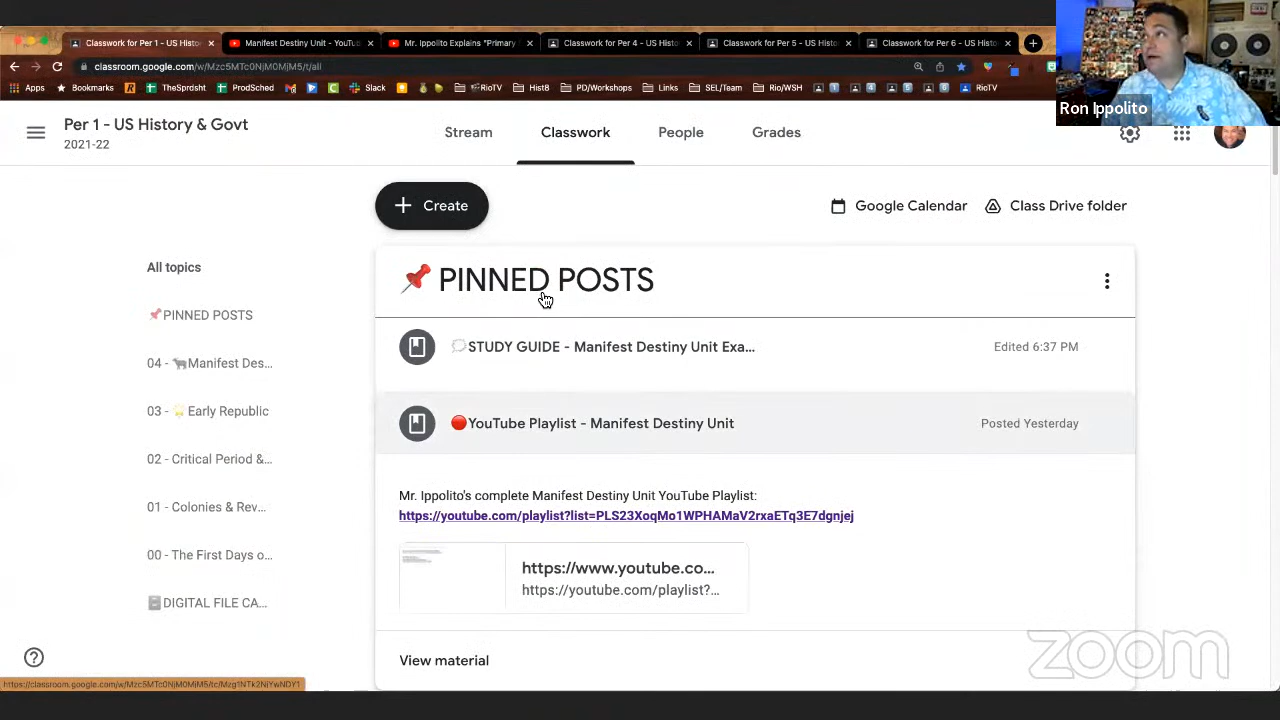 Classwork for Per 1 - US Histo
Manifest Destiny Unit - YouTu
Mr. Ippolito Explains "Primary
Classwork for Per 4 - US Hist
Classwork for Per 5 - US Histo
Classwork for Per 6 - US Histo
classroom.google.com/w/Mzc5MTc0NjM0MjM5/t/all
Apps
Bookmarks
TheSprdsht
ProdSched
Slack
RioTV
Hist8
PD/Workshops
Links
SEL/Team
Rio/WSH
RioTV
Ron Ippolito
Per 1 - US History & Govt
2021-22
Stream
Classwork
People
Grades
Create
Google Calendar
Class Drive folder
All topics
PINNED POSTS
04 - Manifest Des...
03 - Early Republic
02 - Critical Period &...
01 - Colonies & Rev...
00 - The First Days o...
DIGITAL FILE CA...
PINNED POSTS
STUDY GUIDE - Manifest Destiny Unit Exa...
Edited 6:37 PM
YouTube Playlist - Manifest Destiny Unit
Posted Yesterday
Mr. Ippolito's complete Manifest Destiny Unit YouTube Playlist:
https://youtube.com/playlist?list=PLS23XoqMo1WPHAMaV2rxaETq3E7dgnjej
https://www.youtube.co...
https://youtube.com/playlist?...
View material
zoom